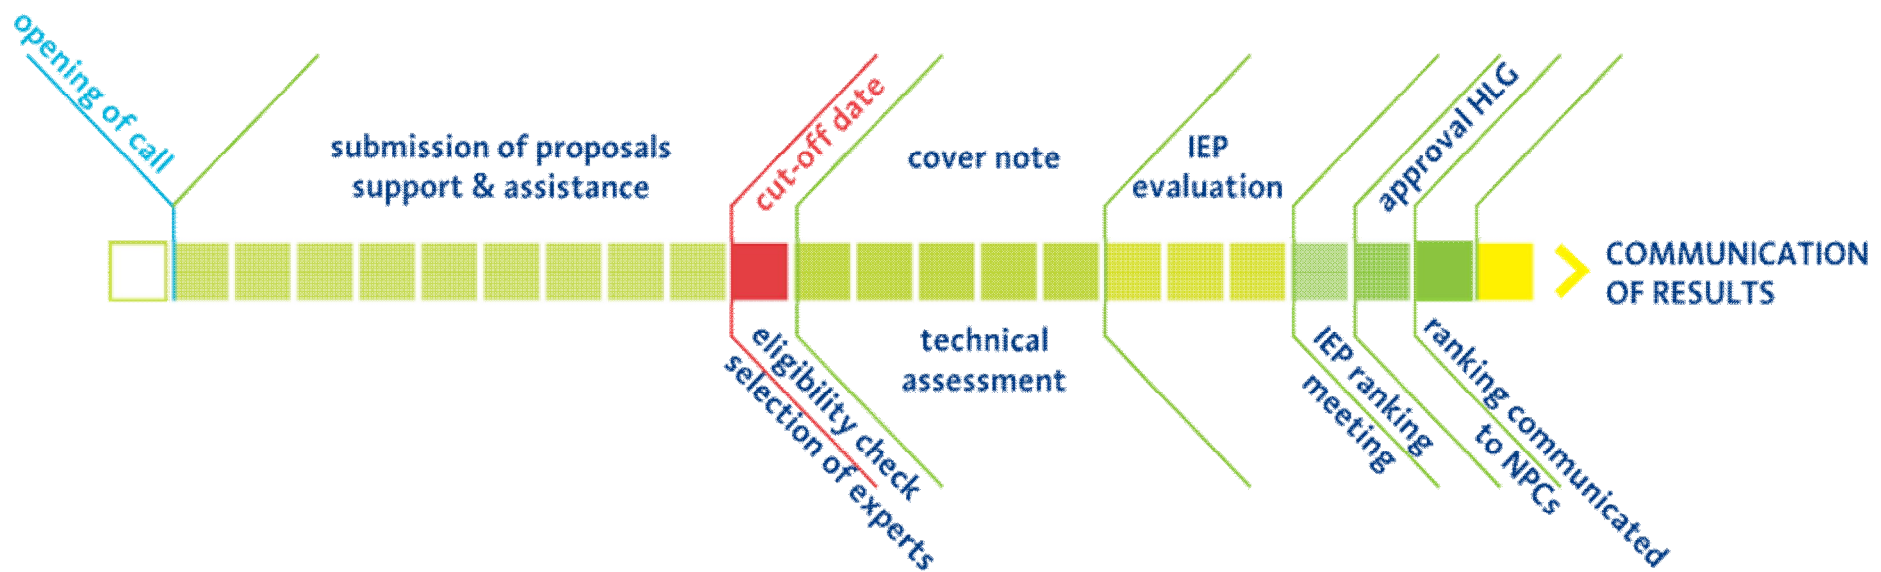 opening of call
submission of proposals
support & assistance
cut-off date
cover note
IEP
evaluation
approval HLG
COMMUNICATION
OF RESULTS
eligibility check
selection of experts
technical
assessment
IEP ranking
meeting
ranking communicated
to NPCs